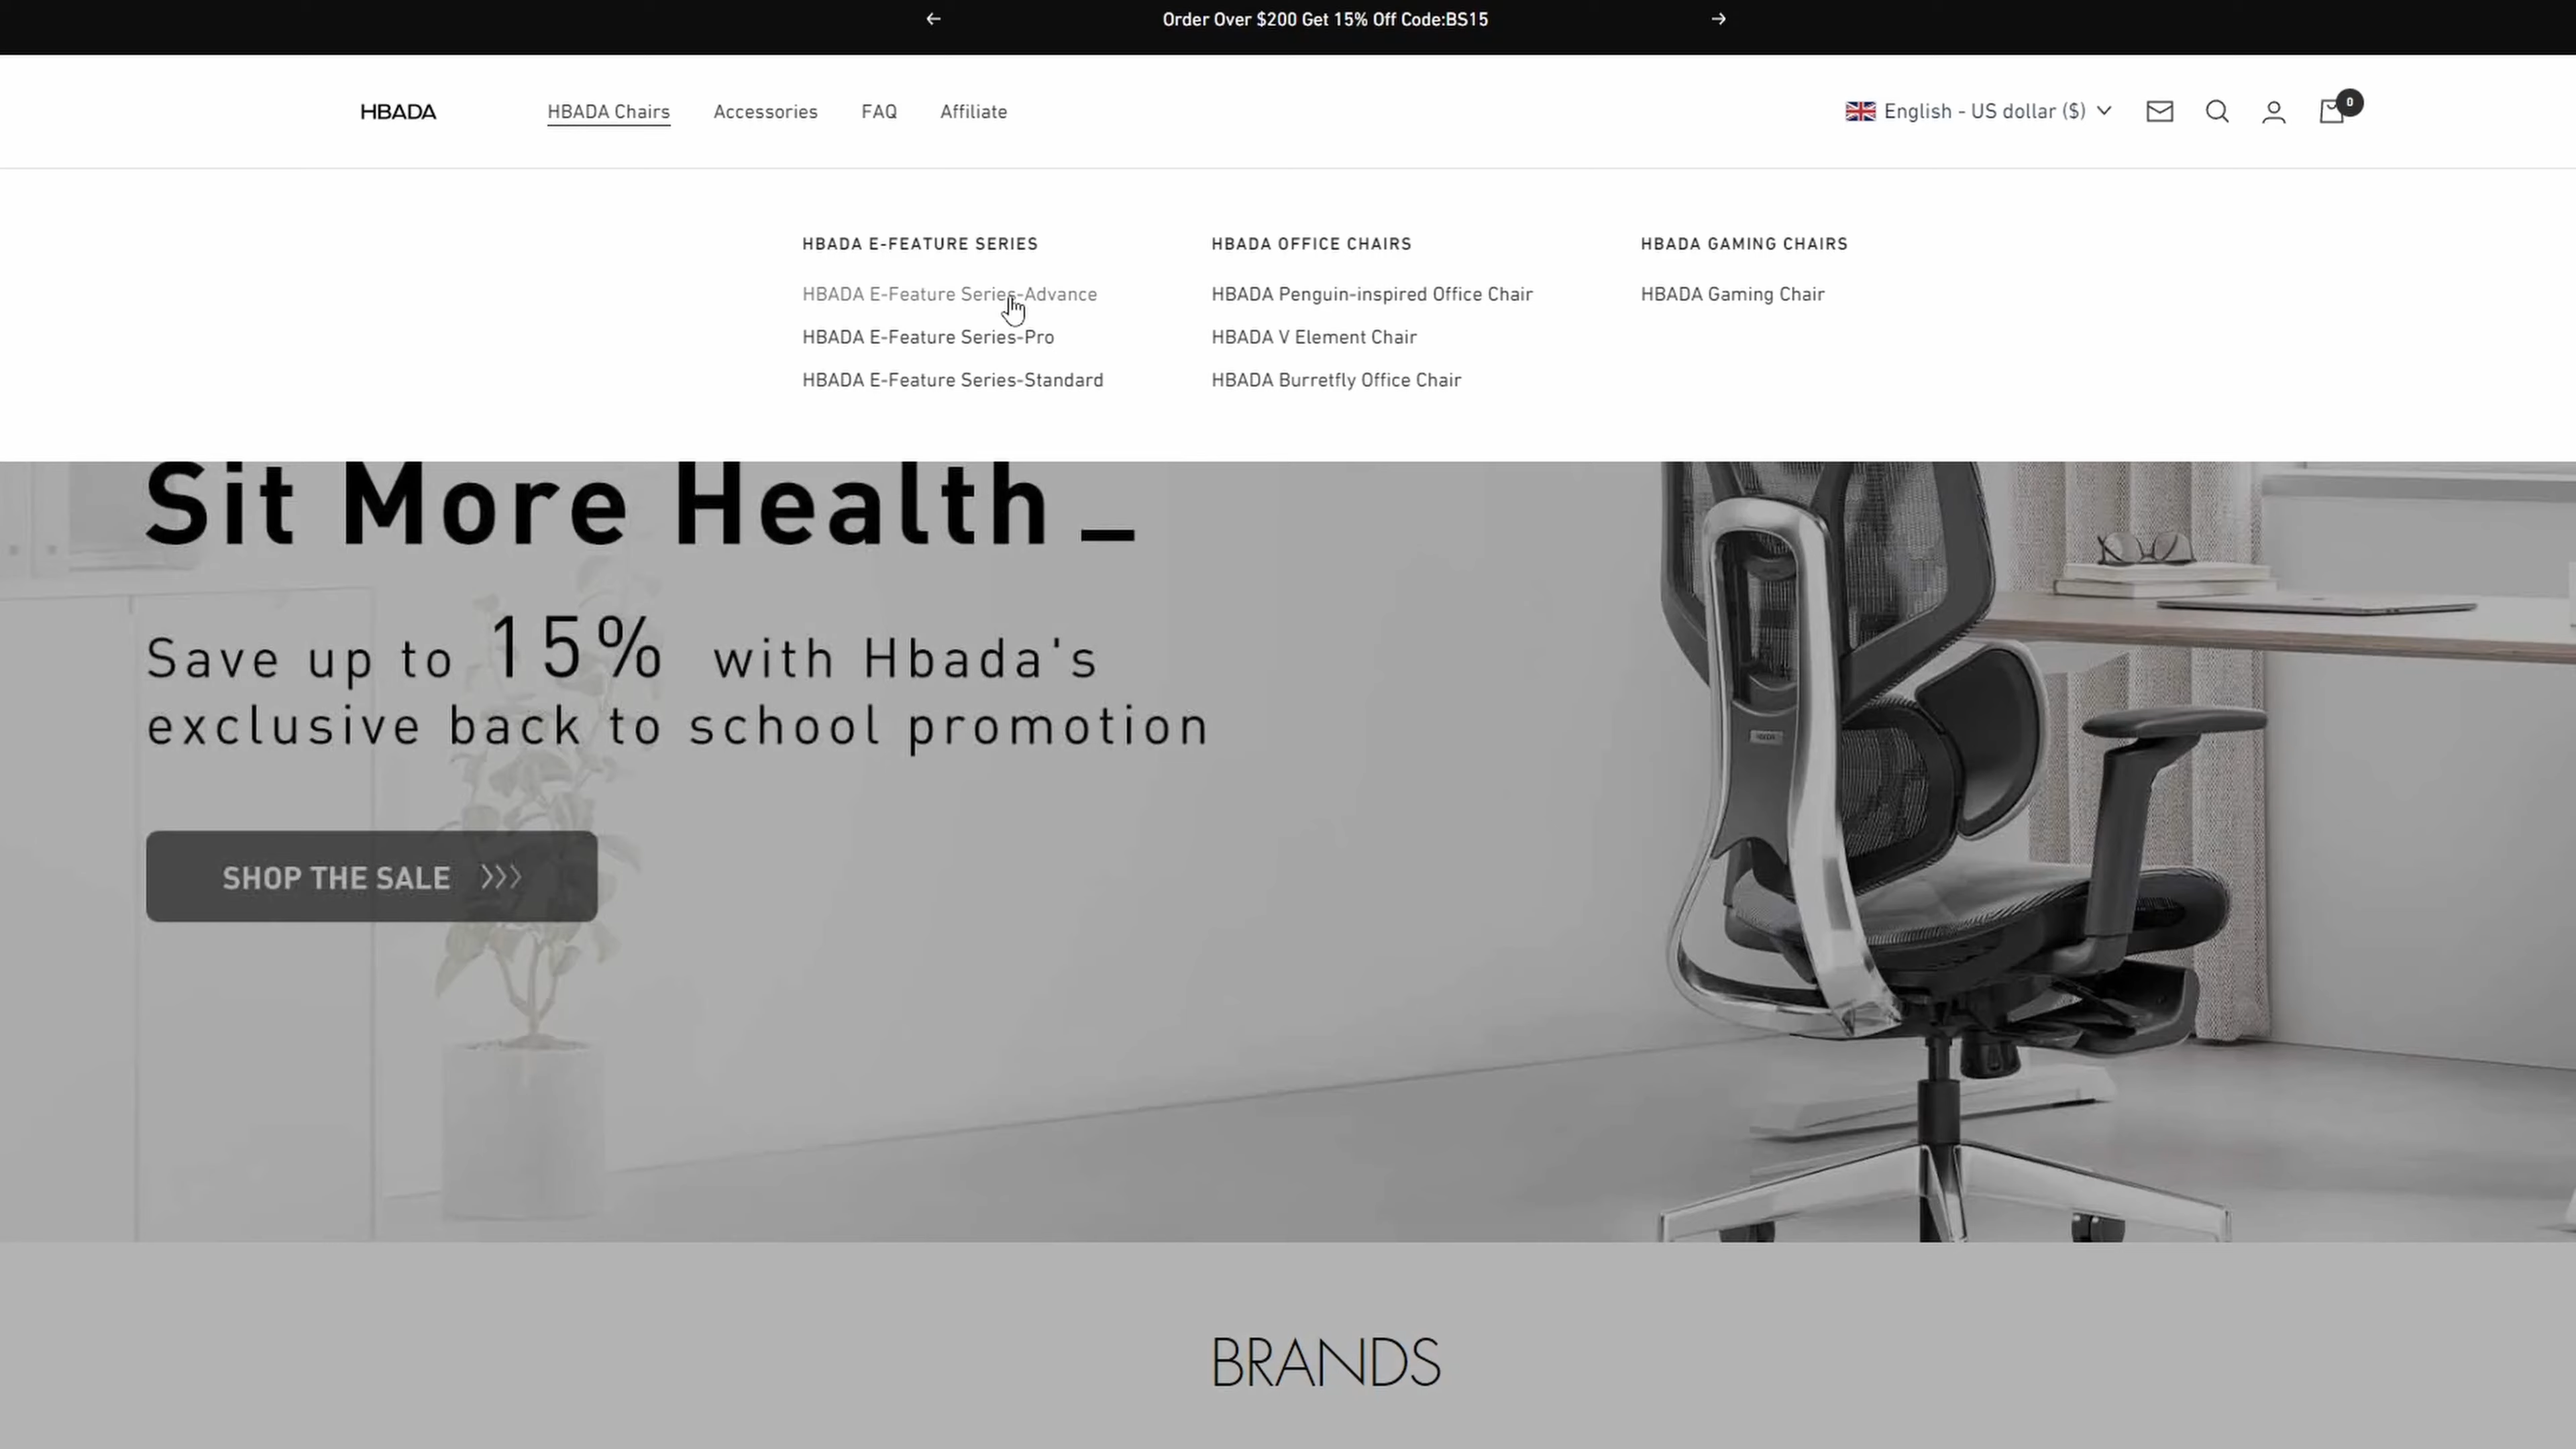 Order Over $200 Get 15% Off Code:BS15
HBADA
HBADA Chairs
Accessories
FAQ
Affiliate
English - US dollar ($)
0
HBADA E-FEATURE SERIES
HBADA E-Feature Series-Advance
HBADA E-Feature Series-Pro
HBADA E-Feature Series-Standard
HBADA OFFICE CHAIRS
HBADA Penguin-inspired Office Chair
HBADA V Element Chair
HBADA Burretfly Office Chair
HBADA GAMING CHAIRS
HBADA Gaming Chair
Sit More Health _
Save up to 15% with Hbada's
exclusive back to school promotion
SHOP THE SALE >>>
BRANDS